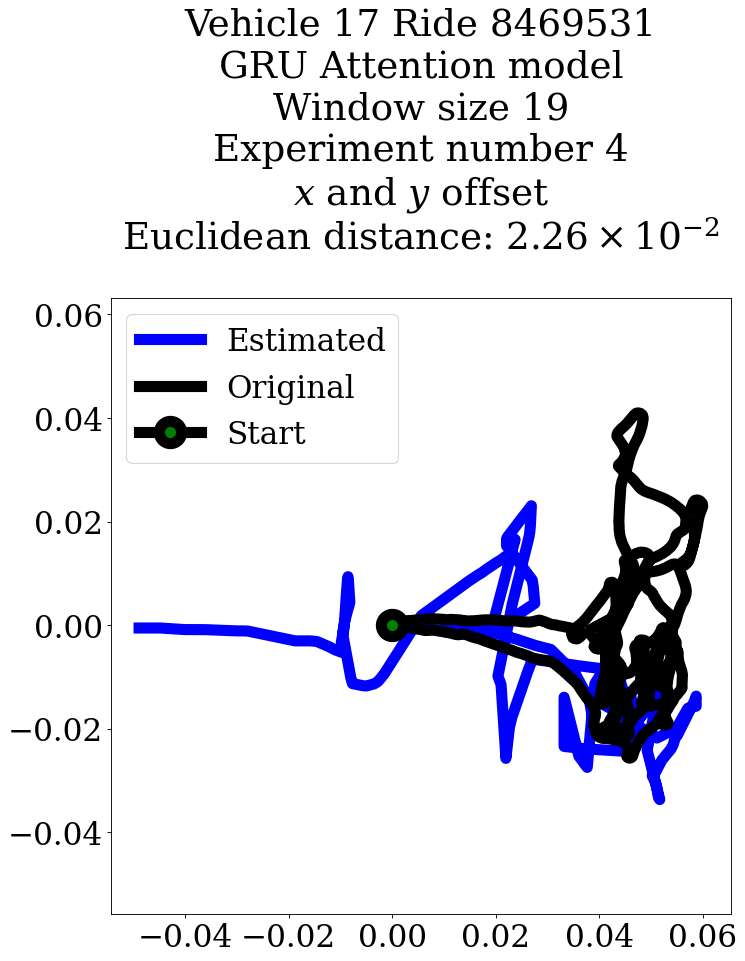 Vehicle 17 Ride 8469531
GRU Attention model
Window size 19
Experiment number 4
x and y offset
Euclidean distance: 2.26 × 10⁻²
0.06
0.04
0.02
0.00
−0.02
−0.04
Estimated
Original
Start
−0.04 −0.02 0.00 0.02 0.04 0.06